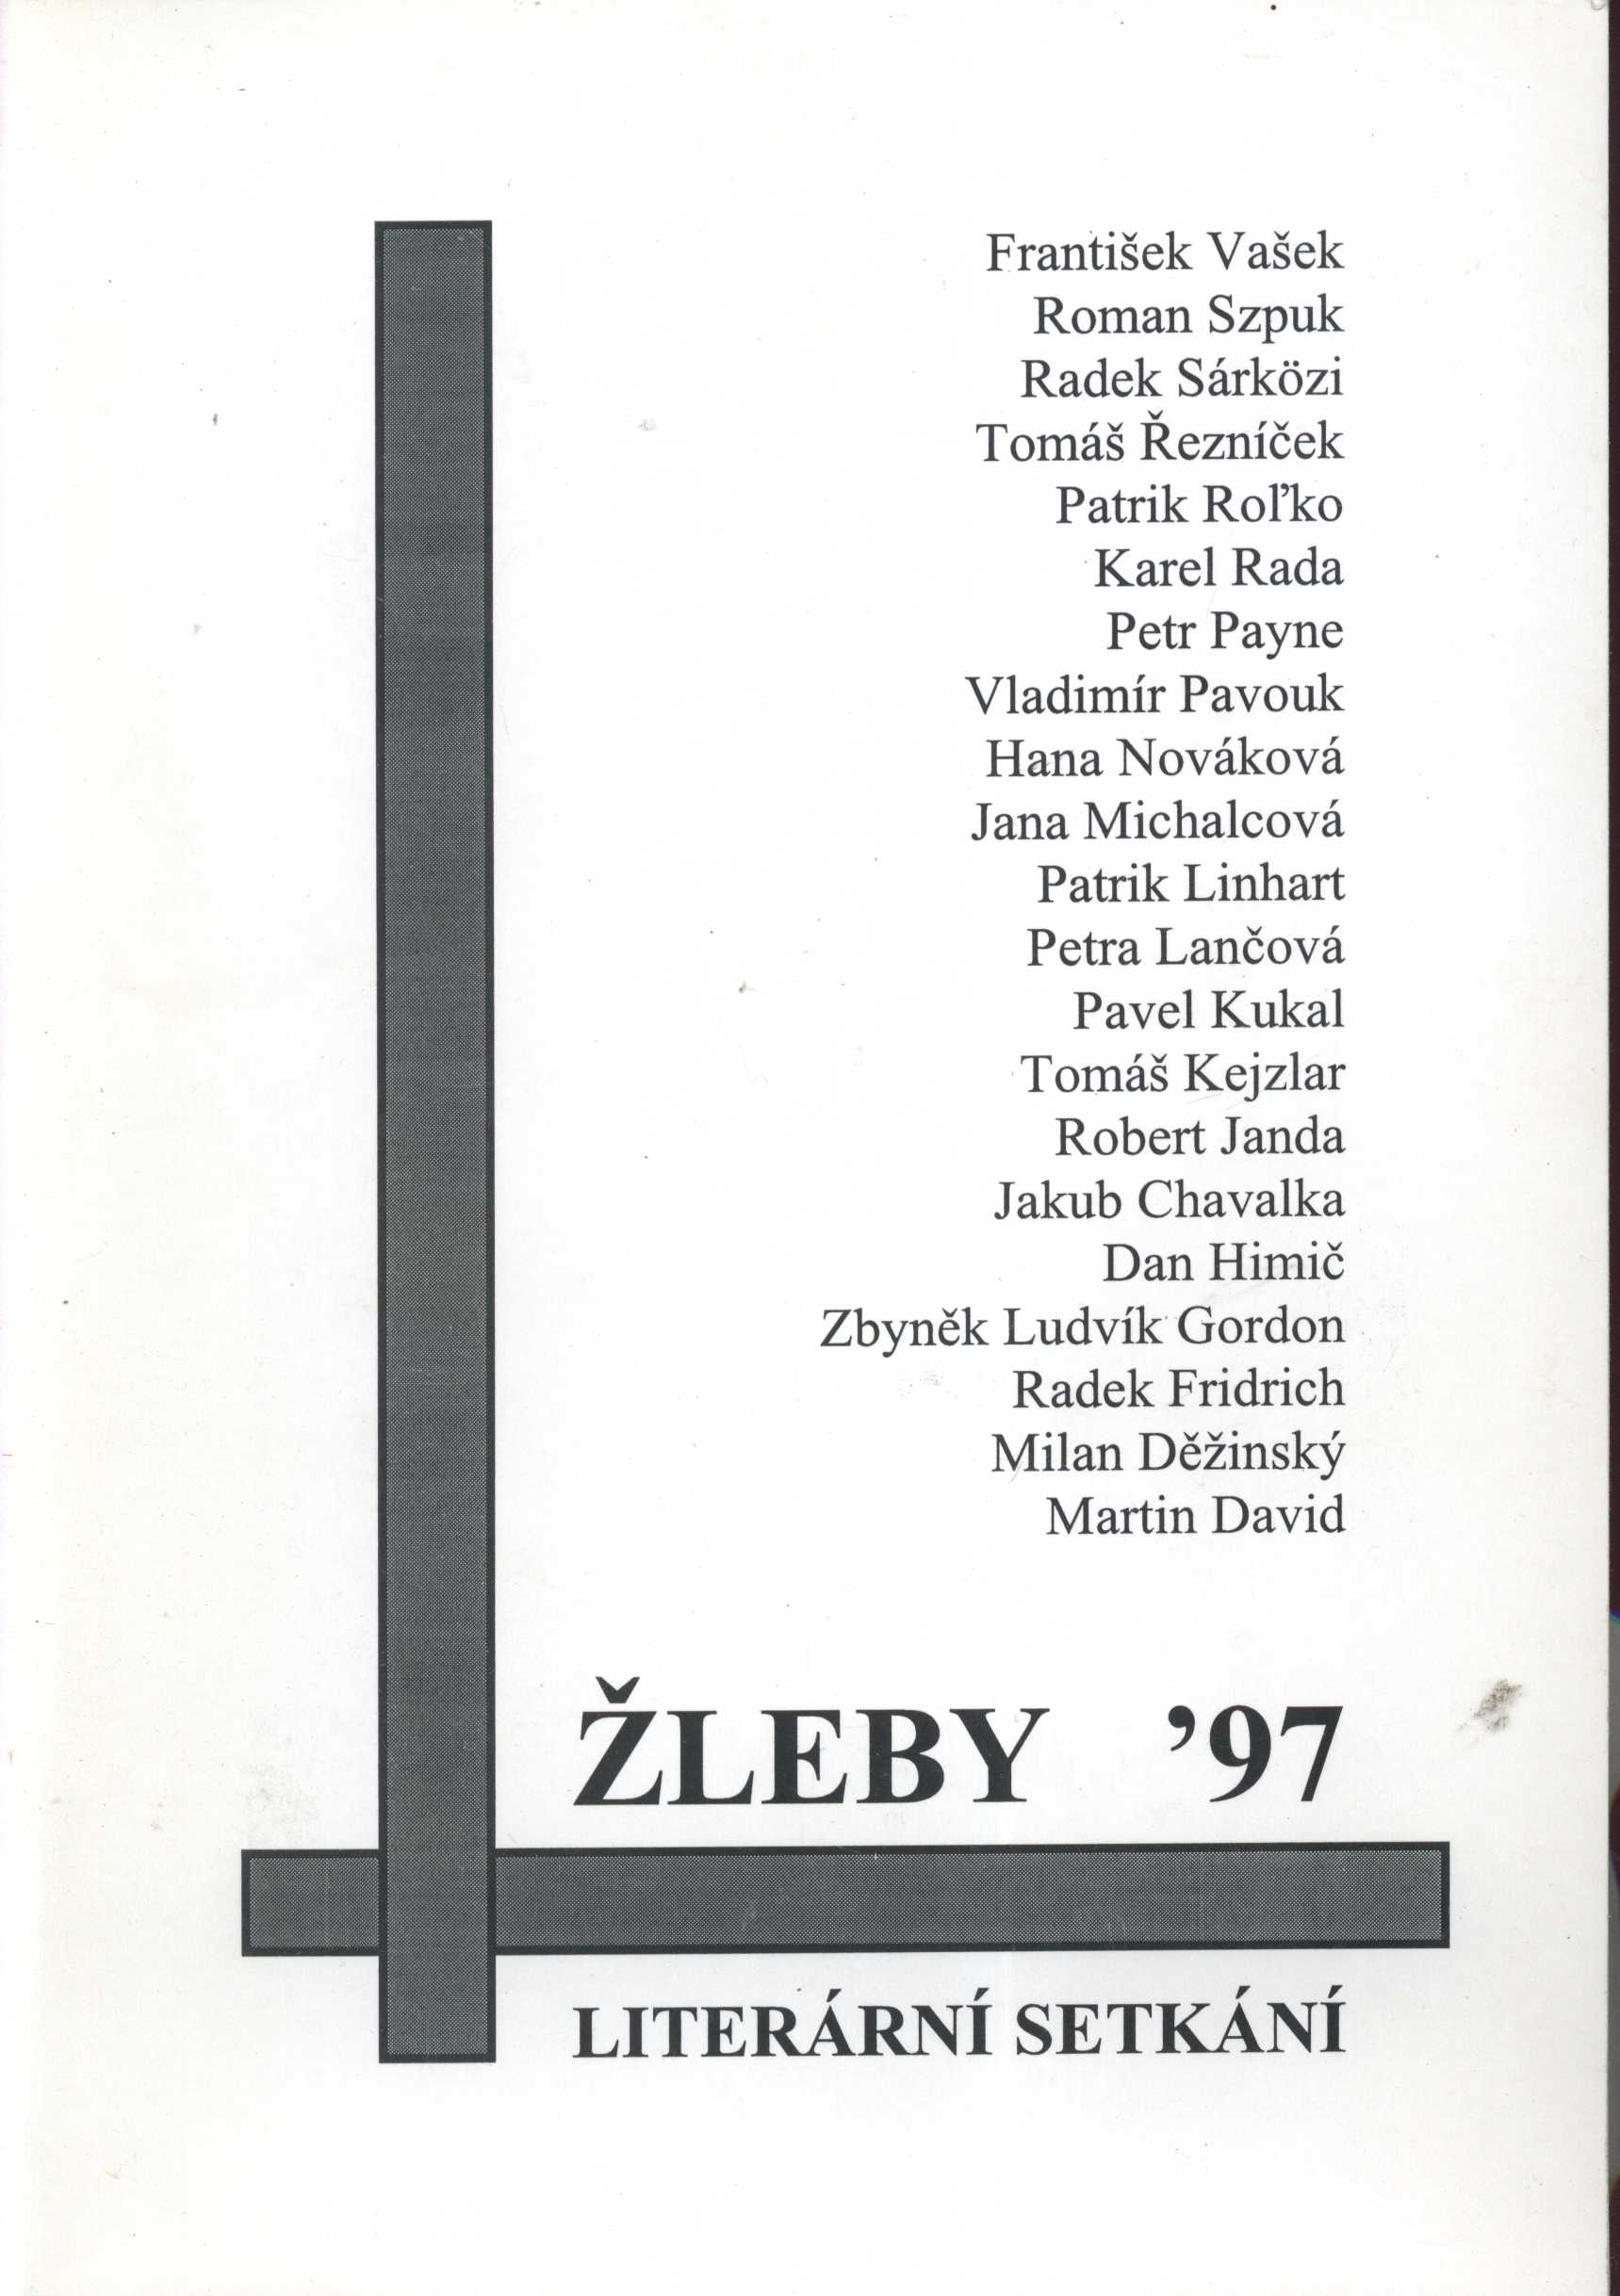 František Vašek
Roman Szpuk
Radek Sárközi
Tomáš Řezníček
Patrik Roľko
Karel Rada
Petr Payne
Vladimír Pavouk
Hana Nováková
Jana Michalcová
Patrik Linhart
Petra Lančová
Pavel Kukal
Tomáš Kejzlar
Robert Janda
Jakub Chavalka
Dan Himič
Zbyněk Ludvík Gordon
Radek Fridrich
Milan Děžinský
Martin David
ŽLEBY ’97
LITERÁRNÍ SETKÁNÍ